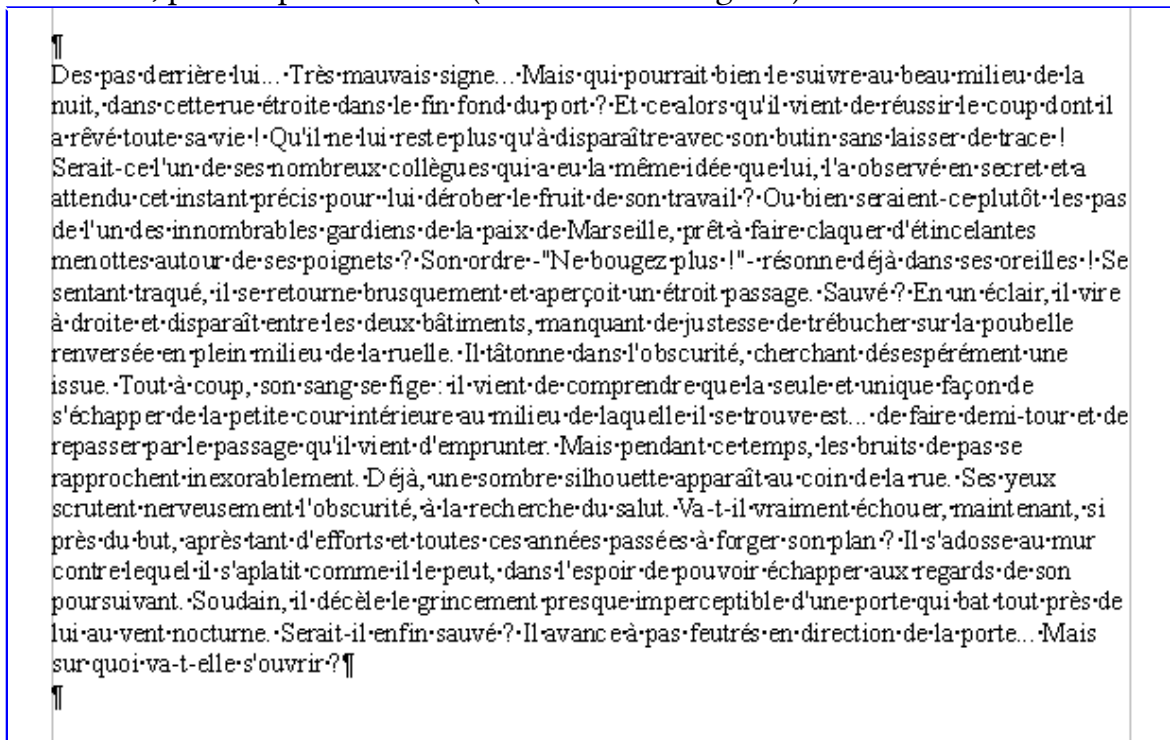 ¶
Des pas derrière lui... Très mauvais signe... Mais qui pourrait bien le suivre au beau milieu de la
nuit, dans cette rue étroite dans le fin fond du port ? Et ce alors qu'il vient de réussir le coup dont il
a rêvé toute sa vie ! Qu'il ne lui reste plus qu'à disparaître avec son butin sans laisser de trace !
Serait-ce l'un de ses nombreux collègues qui a eu la même idée que lui, l'a observé en secret et a
attendu cet instant précis pour  lui dérober le fruit de son travail ? Ou bien seraient-ce plutôt  les pas
de l'un des innombrables gardiens de la paix de Marseille, prêt à faire claquer d'étincelantes
menottes autour de ses poignets ? Son ordre -"Ne bougez plus !"- résonne déjà dans ses oreilles ! Se
sentant traqué, il se retourne brusquement et aperçoit un étroit passage. Sauvé ? En un éclair, il vire
à droite et disparaît entre les deux bâtiments, manquant de justesse de trébucher sur la poubelle
renversée en plein milieu de la ruelle. Il tâtonne dans l'obscurité, cherchant désespérément une
issue. Tout à coup, son sang se fige : il vient de comprendre que la seule et unique façon de
s'échapper de la petite cour intérieure au milieu de laquelle il se trouve est... de faire demi-tour et de
repasser par le passage qu'il vient d'emprunter. Mais pendant ce temps, les bruits de pas se
rapprochent inexorablement. Déjà, une sombre silhouette apparaît au coin de la rue. Ses yeux
scrutent nerveusement l'obscurité, à la recherche du salut. Va-t-il vraiment échouer, maintenant, si
près du but, après tant d'efforts et toutes ces années passées à forger son plan ? Il s'adosse au mur
contre lequel il s'aplatit comme il le peut, dans l'espoir de pouvoir échapper aux regards de son
poursuivant. Soudain, il décèle le grincement presque imperceptible d'une porte qui bat tout près de
lui au vent nocturne. Serait-il enfin sauvé ? Il avance à pas feutrés en direction de la porte... Mais
sur quoi va-t-elle s'ouvrir ?¶
¶